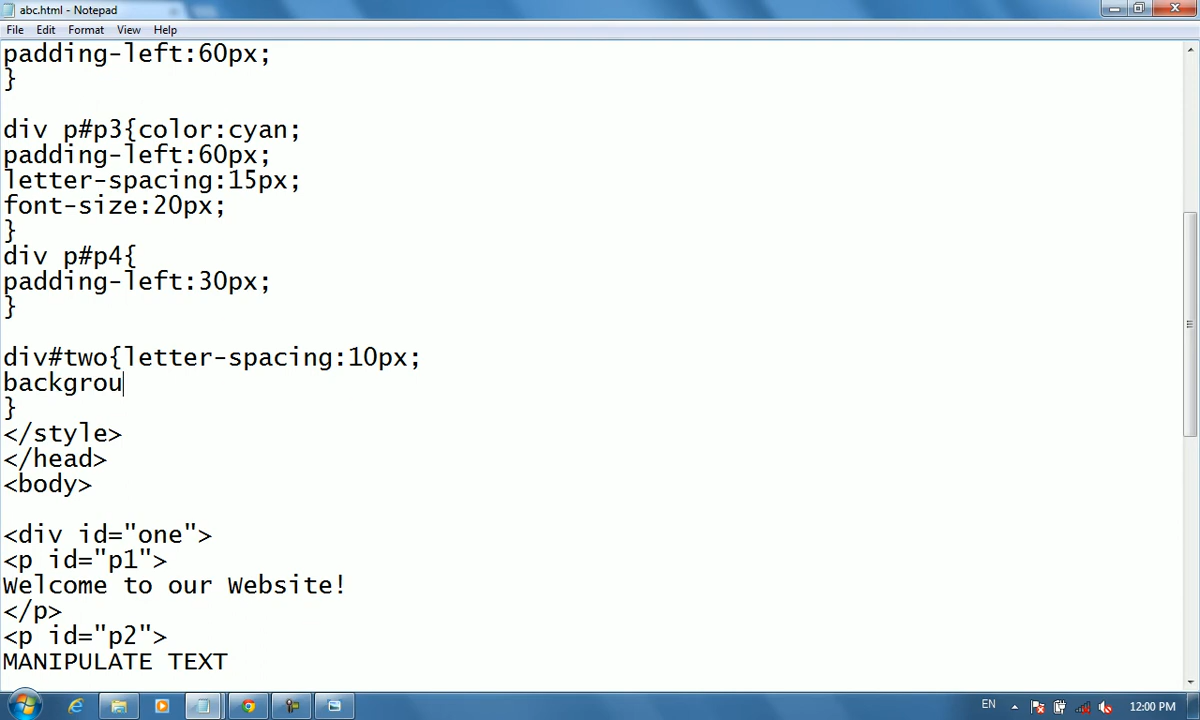 abc.html - Notepad
File Edit Format View Help
padding-left:60px;
}
div p#p3{color:cyan;
padding-left:60px;
letter-spacing:15px;
font-size:20px;
}
div p#p4{
padding-left:30px;
}
div#two{letter-spacing:10px;
backgrou
}
</style>
</head>
<body>
<div id="one">
<p id="p1">
Welcome to our Website!
</p>
<p id="p2">
MANIPULATE TEXT
EN 12:00 PM